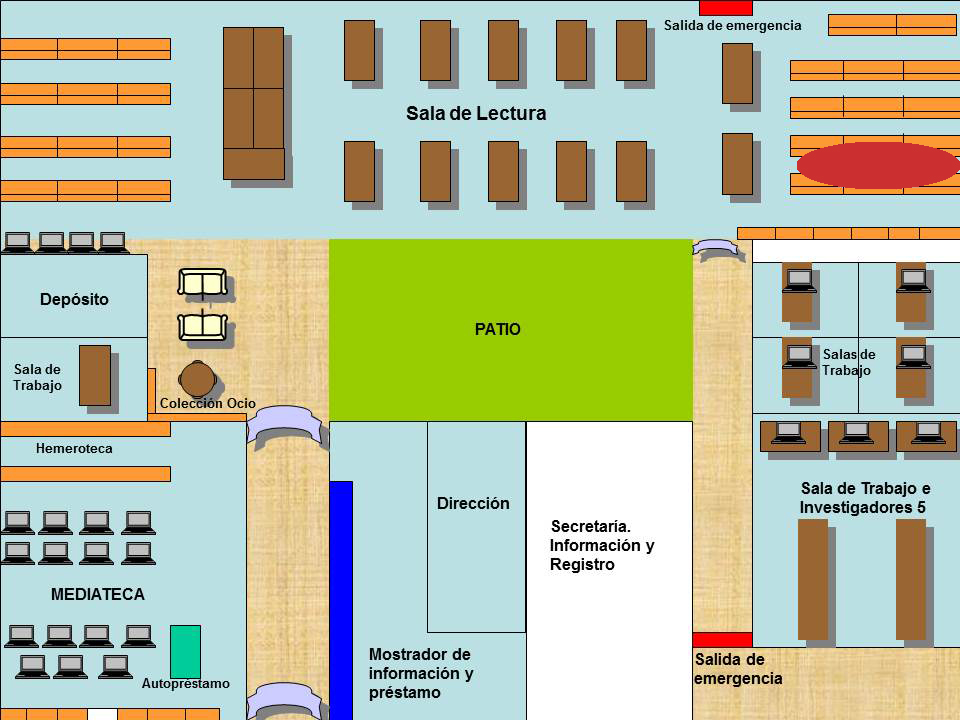 Salida de emergencia
Sala de Lectura
Depósito
PATIO
Sala de
Trabajo
Salas de
Trabajo
Colección Ocio
Hemeroteca
Dirección
Sala de Trabajo e
Investigadores 5
Secretaría.
Información y
Registro
MEDIATECA
Mostrador de
información y
préstamo
Salida de
emergencia
Autoprestamo